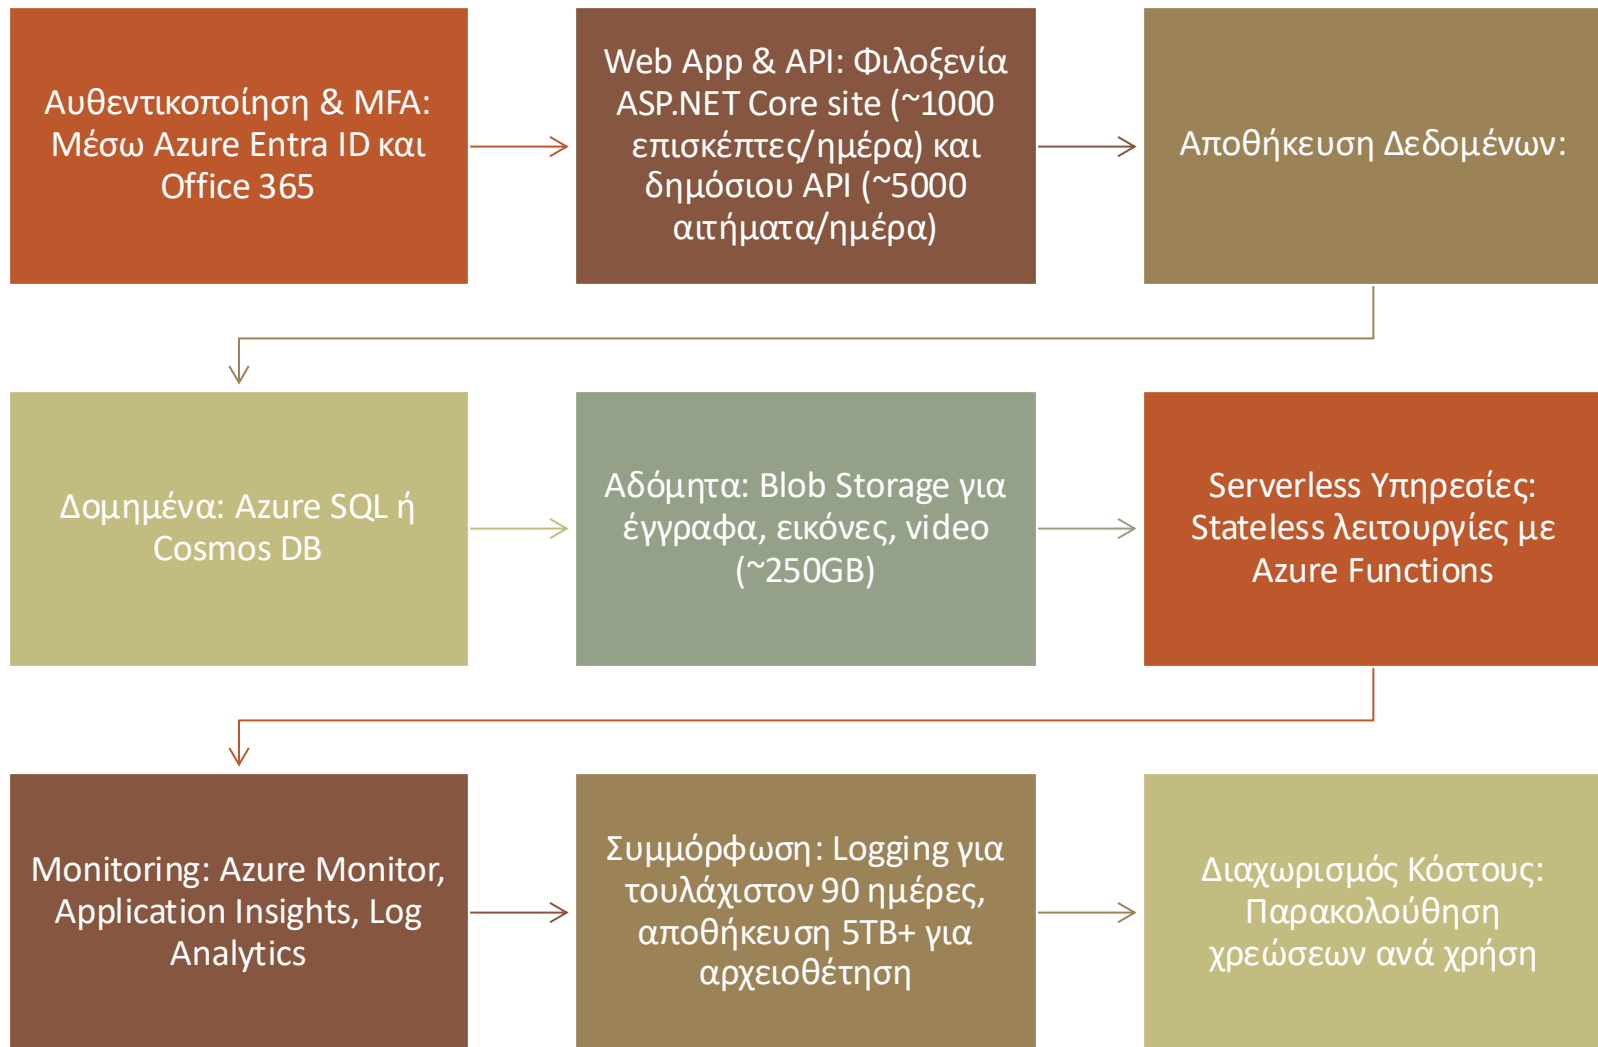 Αυθεντικοποίηση & MFA:
Μέσω Azure Entra ID και
Office 365
Web App & API: Φιλοξενία
ASP.NET Core site (~1000
επισκέπτες/ημέρα) και
δημόσιου API (~5000
αιτήματα/ημέρα)
Αποθήκευση Δεδομένων:
Δομημένα: Azure SQL ή
Cosmos DB
Αδόμητα: Blob Storage για
έγγραφα, εικόνες, video
(~250GB)
Serverless Υπηρεσίες:
Stateless λειτουργίες με
Azure Functions
Monitoring: Azure Monitor,
Application Insights, Log
Analytics
Συμμόρφωση: Logging για
τουλάχιστον 90 ημέρες,
αποθήκευση 5TB+ για
αρχειοθέτηση
Διαχωρισμός Κόστους:
Παρακολούθηση
χρεώσεων ανά χρήση